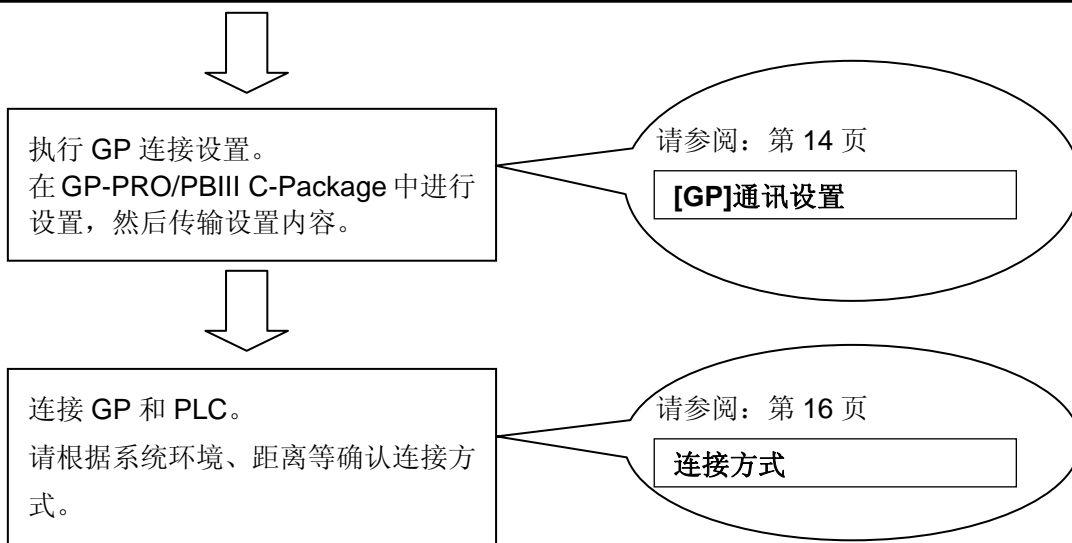 执行 GP 连接设置。
在 GP-PRO/PBIII C-Package 中进行
设置，然后传输设置内容。
请参阅：第 14 页
[GP]通讯设置
连接 GP 和 PLC。
请根据系统环境、距离等确认连接方
式。
请参阅：第 16 页
连接方式